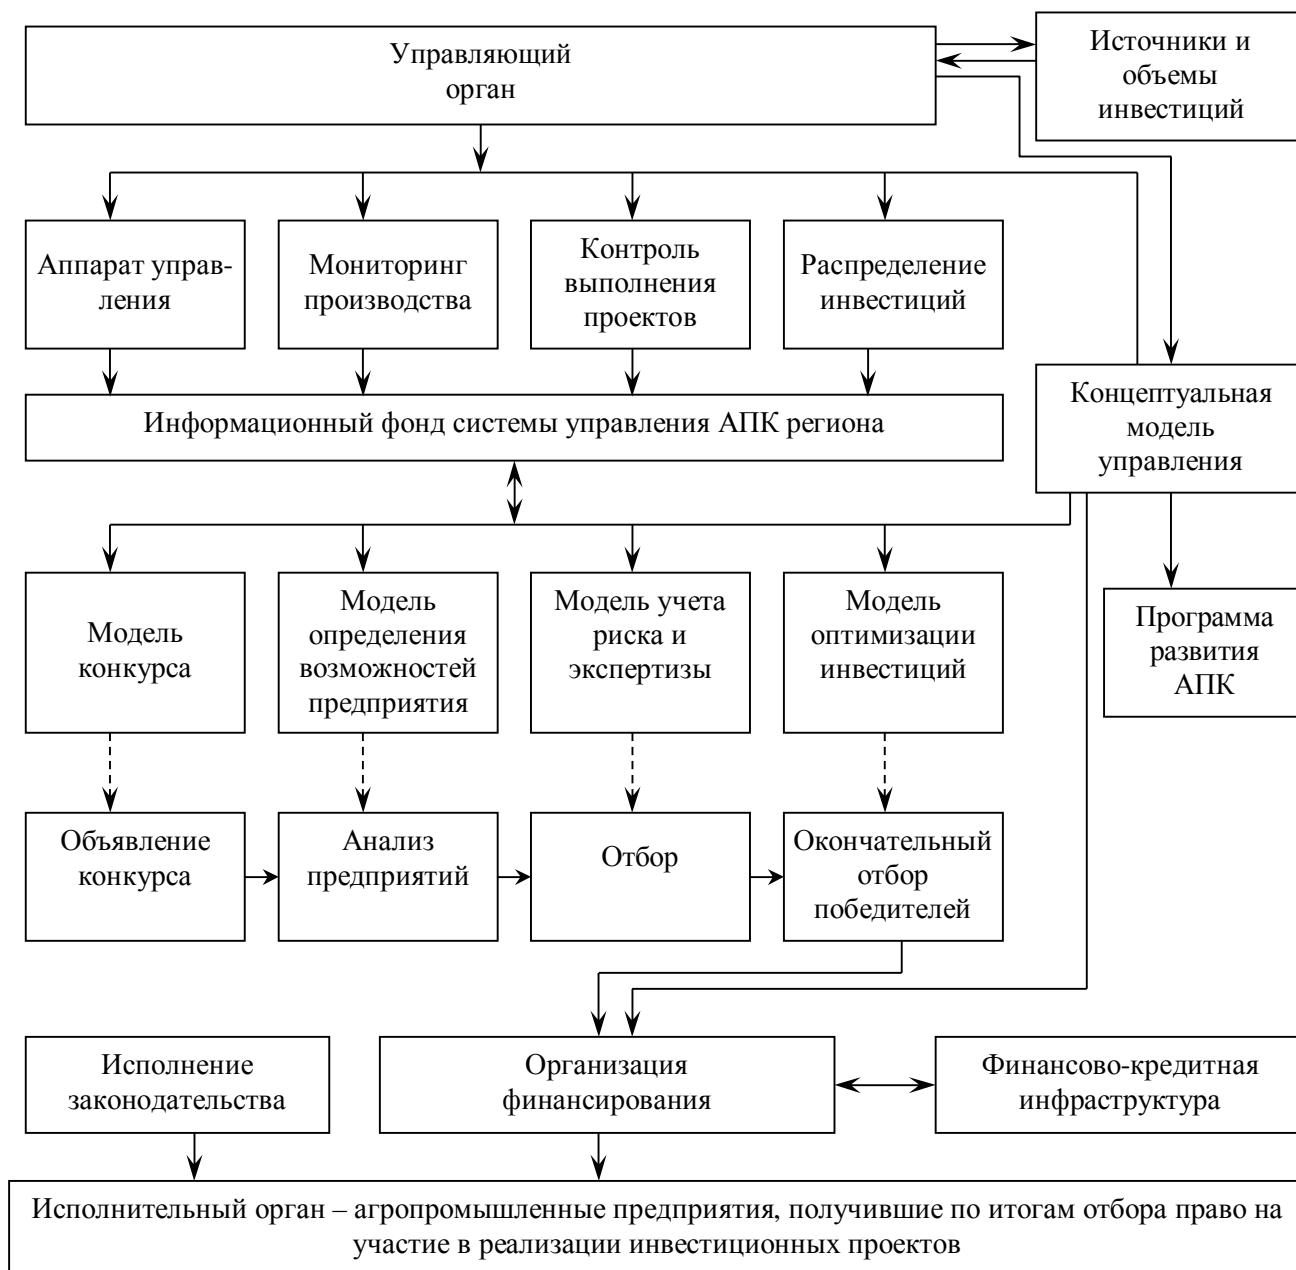 Управляющий
орган
Источники и
объемы
инвестиций
Аппарат управ-
ления
Мониторинг
производства
Контроль
выполнения
проектов
Распределение
инвестиций
Информационный фонд системы управления АПК региона
Концептуальная
модель
управления
Модель
конкурса
Модель
определения
возможностей
предприятия
Модель учета
риска и
экспертизы
Модель
оптимизации
инвестиций
Программа
развития
АПК
Объявление
конкурса
Анализ
предприятий
Отбор
Окончательный
отбор
победителей
Исполнение
законодательства
Организация
финансирования
Финансово-кредитная
инфраструктура
Исполнительный орган – агропромышленные предприятия, получившие по итогам отбора право на
участие в реализации инвестиционных проектов